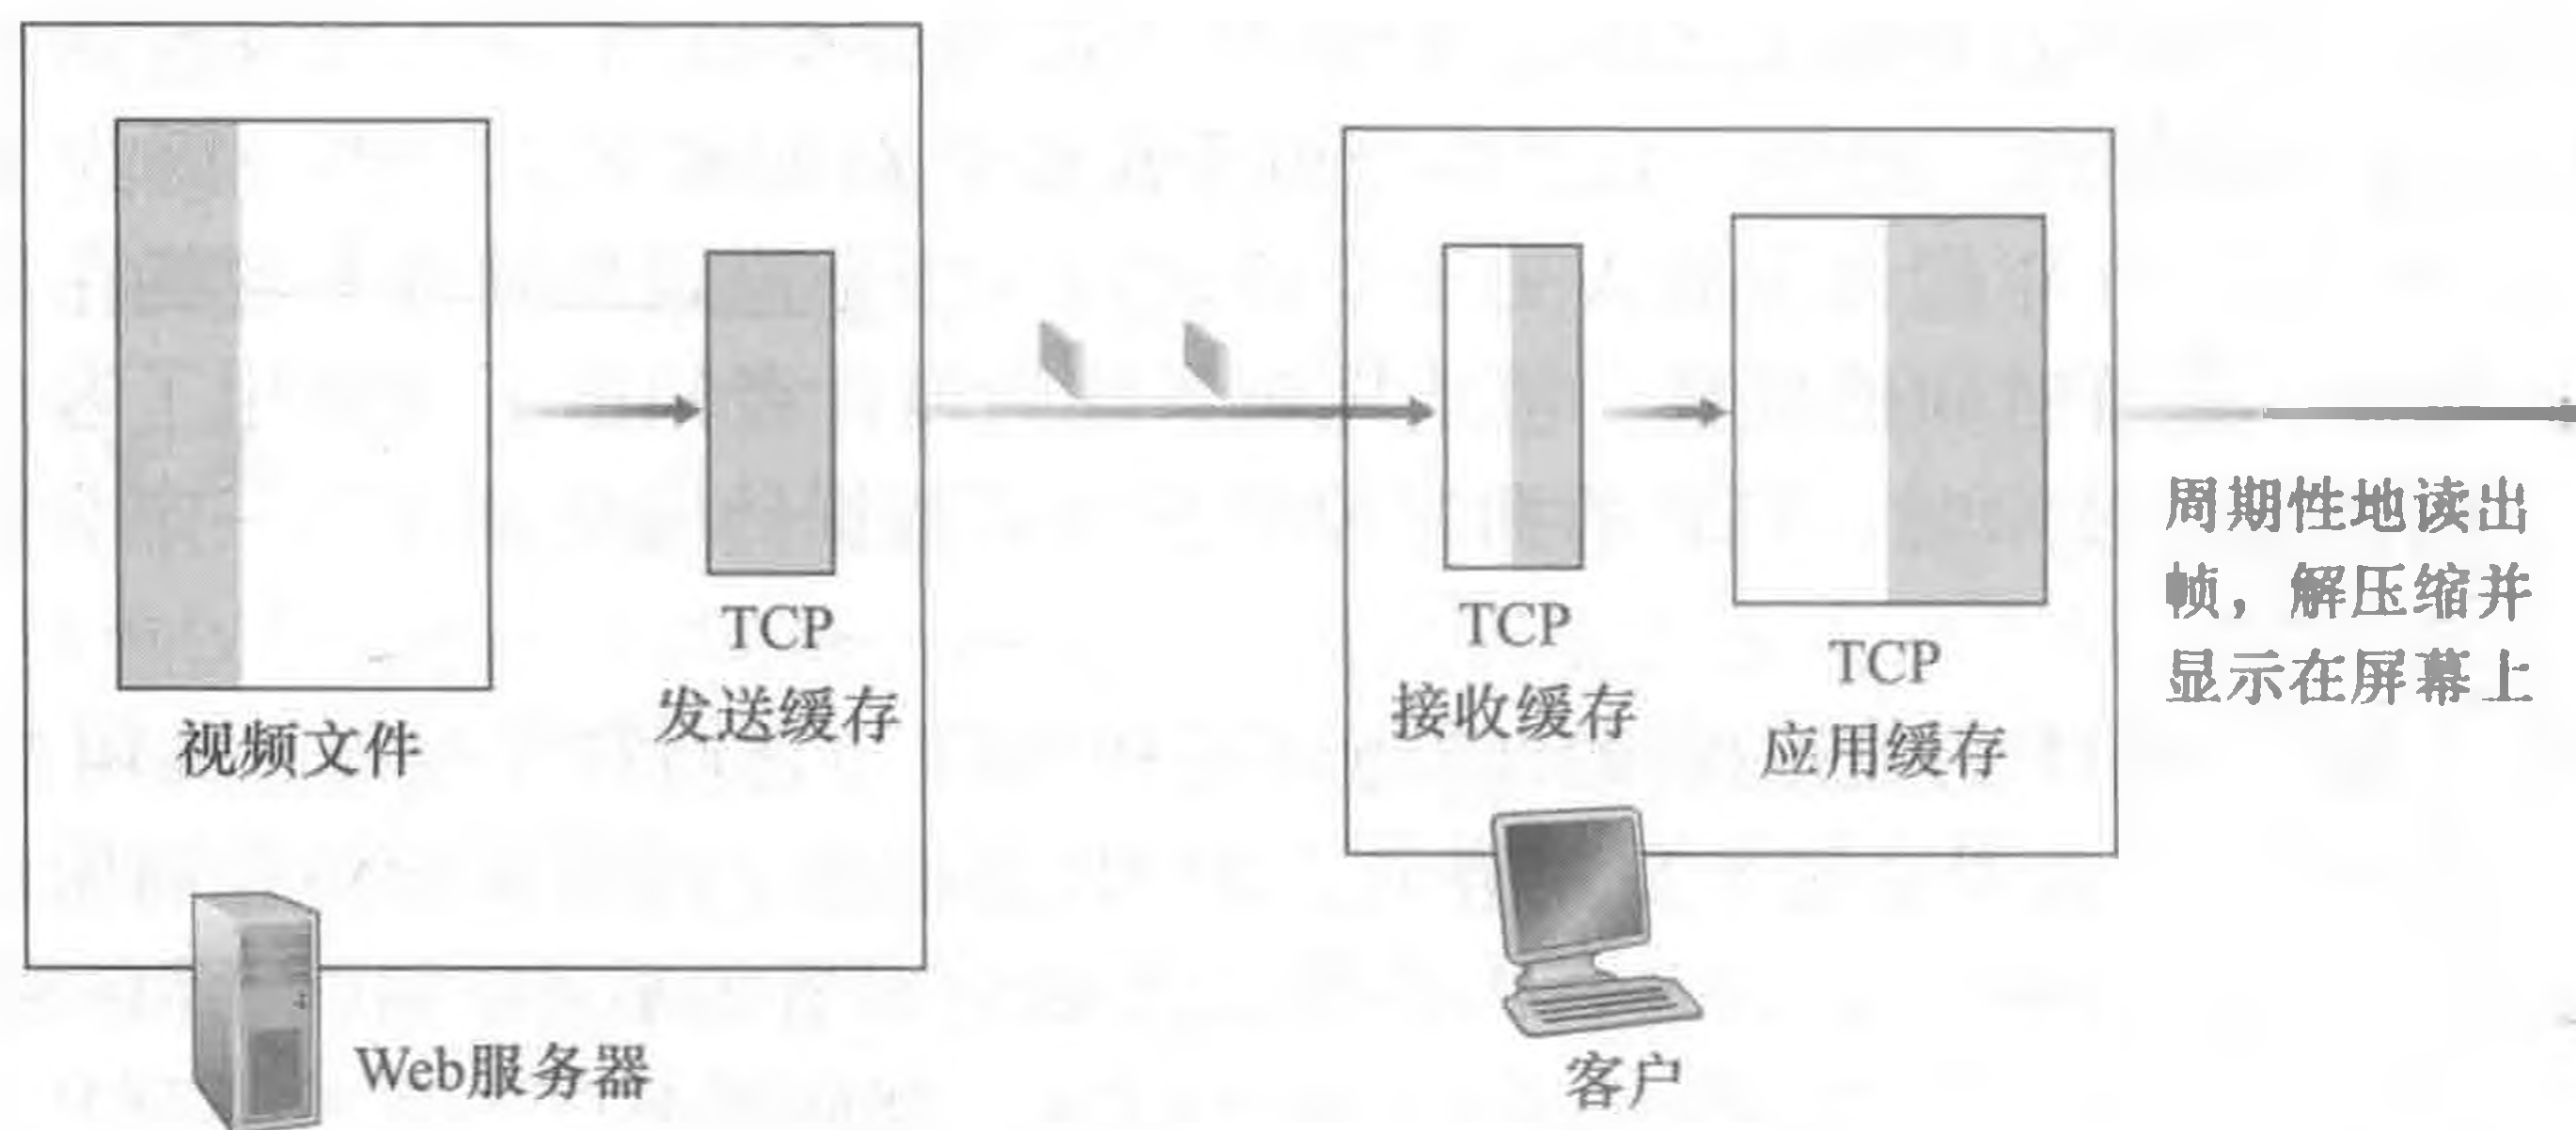 视频文件
TCP
发送缓存
Web服务器
TCP
接收缓存
TCP
应用缓存
客户
周期性地读出
帧，解压缩并
显示在屏幕上